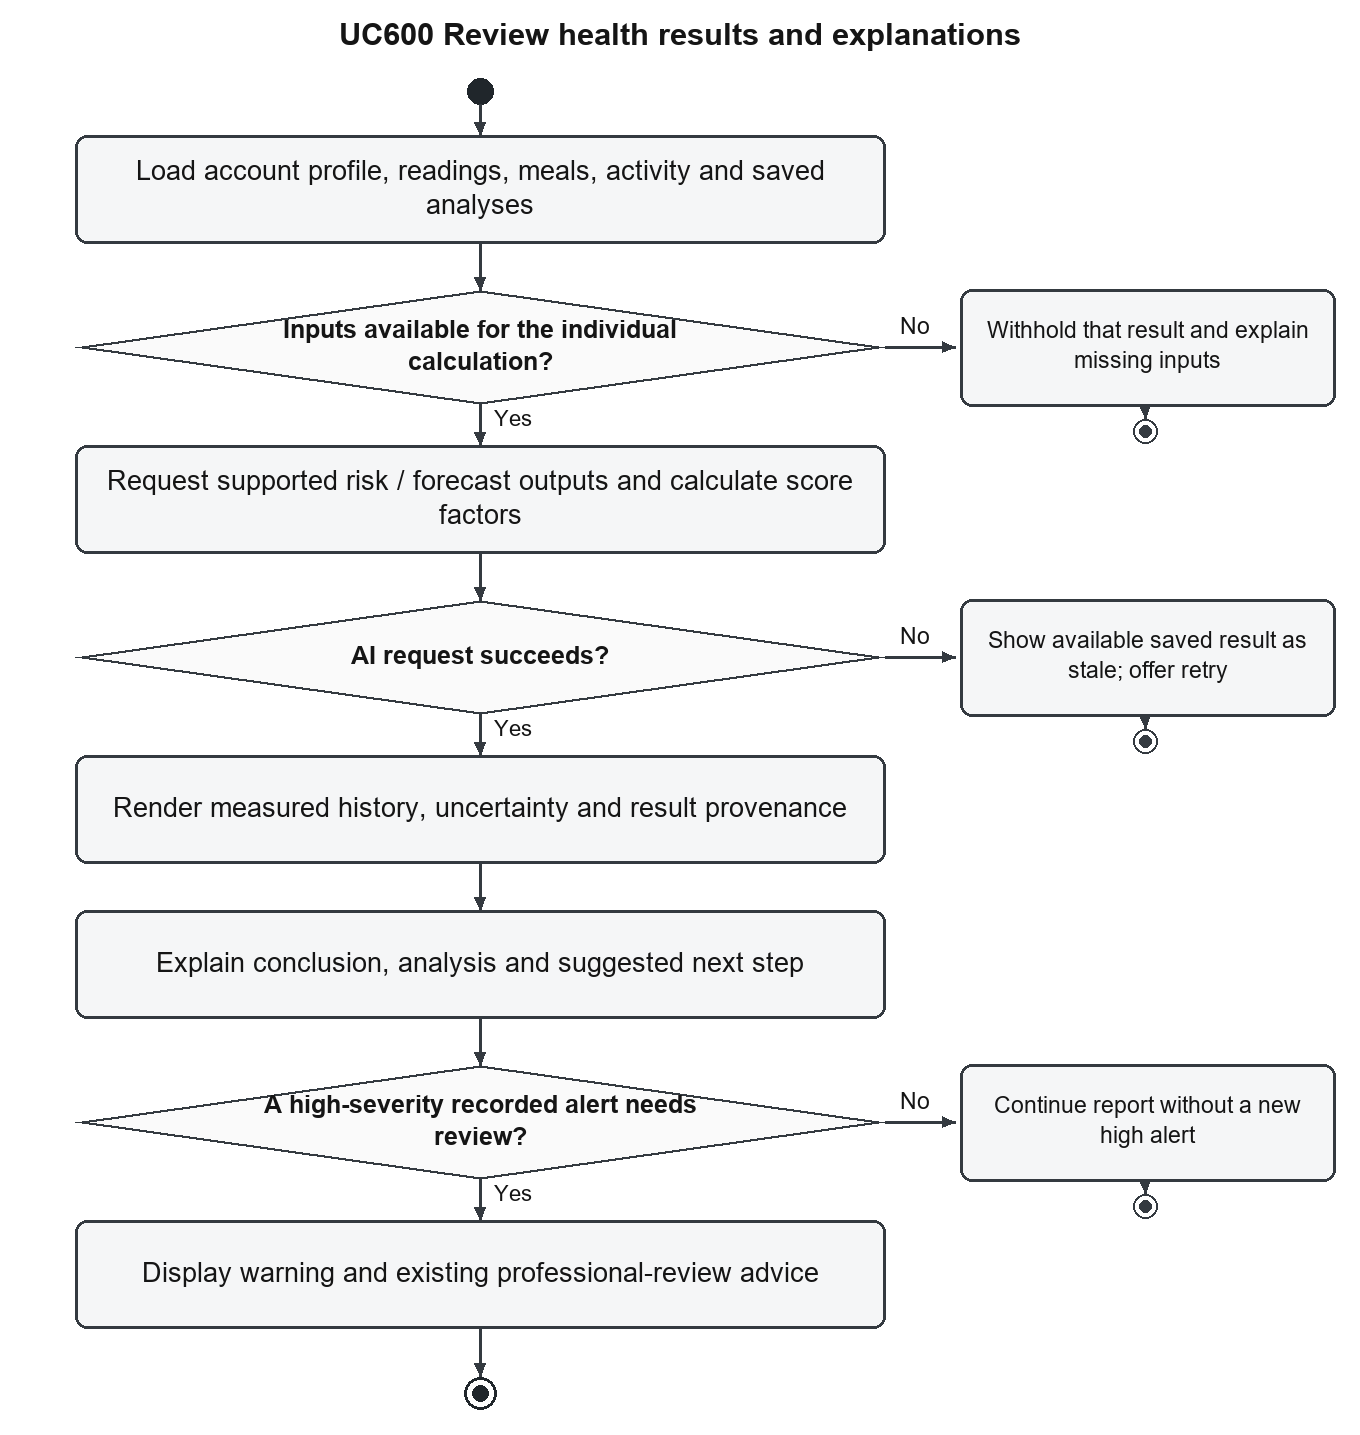 UC600 Review health results and explanations
Load account profile, readings, meals, activity and saved
analyses
Inputs available for the individual
calculation?
No
Withhold that result and explain
missing inputs
Yes
Request supported risk / forecast outputs and calculate score
factors
AI request succeeds?
No
Show available saved result as
stale; offer retry
Yes
Render measured history, uncertainty and result provenance
Explain conclusion, analysis and suggested next step
A high-severity recorded alert needs
review?
No
Continue report without a new
high alert
Yes
Display warning and existing professional-review advice